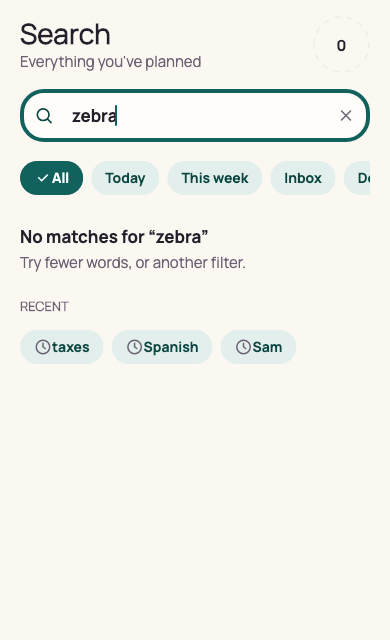 Search
0
Everything you've planned
zebra
All Today This week Inbox
No matches for “zebra”
Try fewer words, or another filter.
RECENT
taxes Spanish Sam